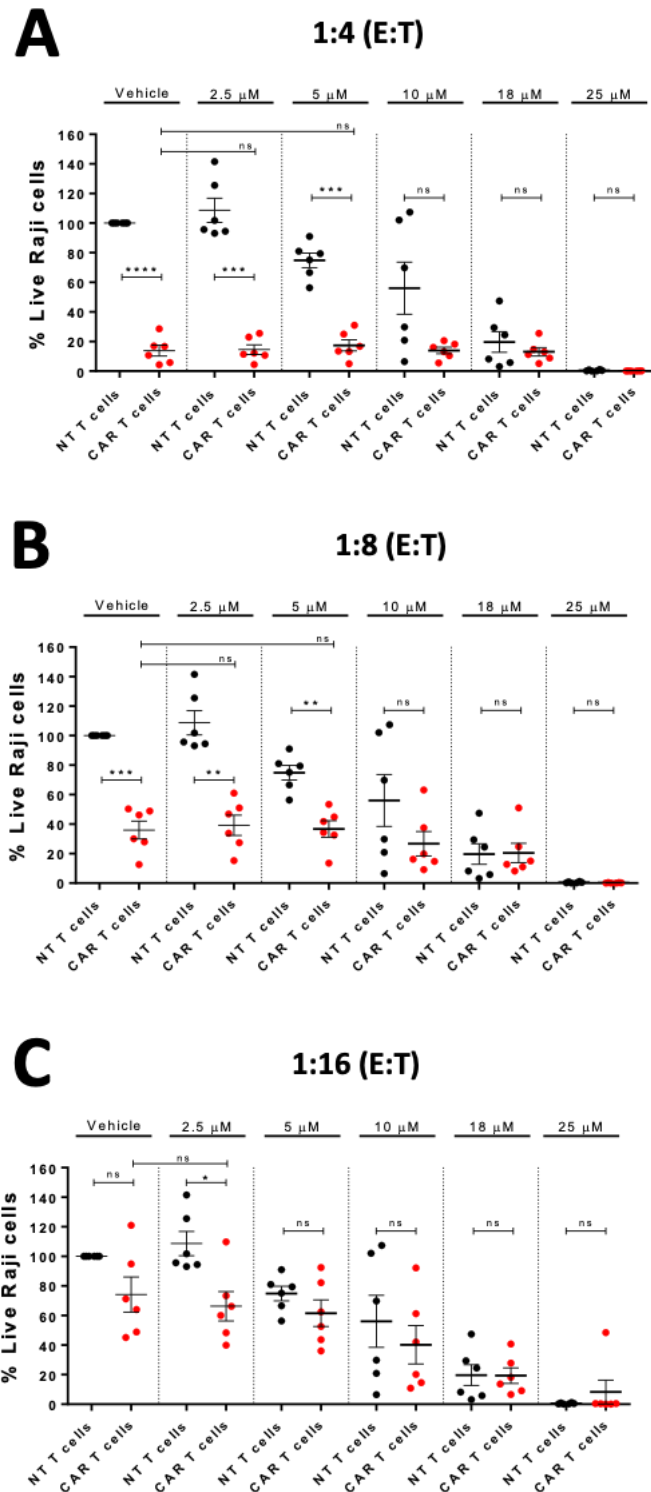 A
1:4 (E:T)
Vehicle 2.5 μM 5 μM 10 μM 18 μM 25 μM
ns
ns
**** *** *** ns ns ns
160
140
120
100
80
60
40
20
0
% Live Raji cells
NT T cells CAR T cells NT T cells CAR T cells NT T cells CAR T cells NT T cells CAR T cells NT T cells CAR T cells NT T cells CAR T cells
B
1:8 (E:T)
Vehicle 2.5 μM 5 μM 10 μM 18 μM 25 μM
ns
ns
*** ** ** ns ns ns
160
140
120
100
80
60
40
20
0
% Live Raji cells
NT T cells CAR T cells NT T cells CAR T cells NT T cells CAR T cells NT T cells CAR T cells NT T cells CAR T cells NT T cells CAR T cells
C
1:16 (E:T)
Vehicle 2.5 μM 5 μM 10 μM 18 μM 25 μM
ns
ns * ns ns ns ns
160
140
120
100
80
60
40
20
0
% Live Raji cells
NT T cells CAR T cells NT T cells CAR T cells NT T cells CAR T cells NT T cells CAR T cells NT T cells CAR T cells NT T cells CAR T cells